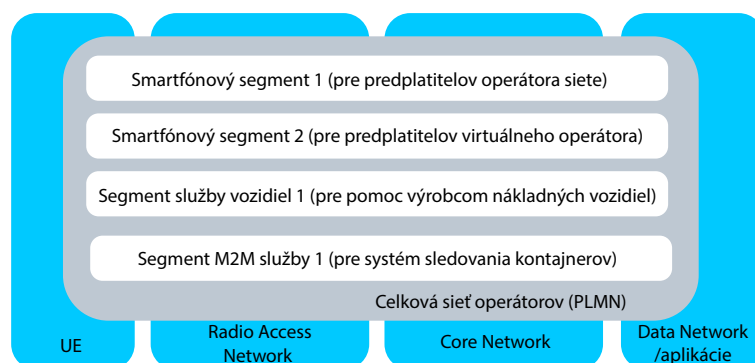 Smartfónový segment 1 (pre predplatitelov operátora siete)
Smartfónový segment 2 (pre predplatitelov virtuálneho operátora)
Segment služby vozidiel 1 (pre pomoc výrobcom nákladných vozidiel)
Segment M2M služby 1 (pre systém sledovania kontajnerov)
Celková sieť operátorov (PLMN)
UE
Radio Access
Network
Core Network
Data Network
/aplikácie